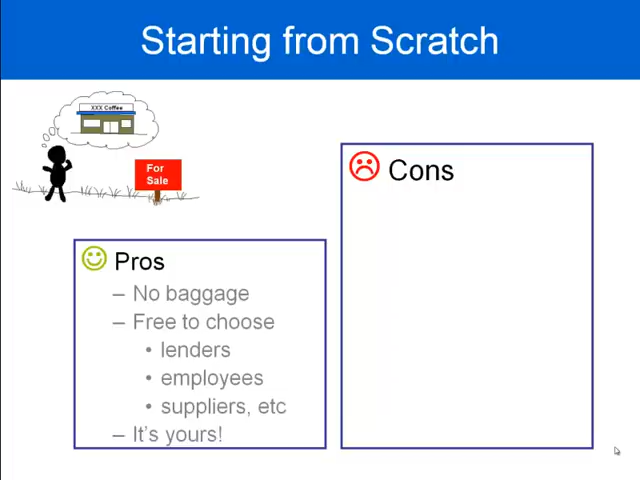 Starting from Scratch
XXX Coffee
For
Sale
Pros
– No baggage
– Free to choose
• lenders
• employees
• suppliers, etc
– It's yours!
Cons